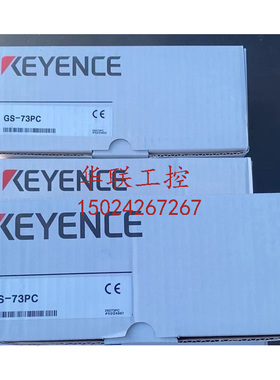 KEYENCE
GS-73PC
CE
KEYENCE
华联工控
15024267267
KEYENCE
S-73PC
CE